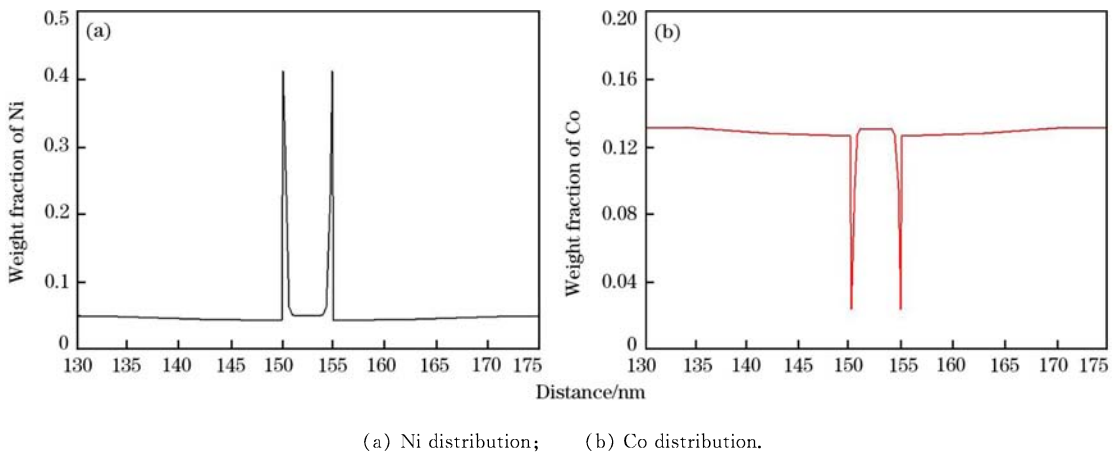 (a)
0.5
0.4
0.3
0.2
0.1
0
Weight fraction of Ni
130 135 140 145 150 155 160 165 170 175
(b)
0.20
0.16
0.12
0.08
0.04
0
Weight fraction of Co
130 135 140 145 150 155 160 165 170 175
Distance/nm
(a) Ni distribution; (b) Co distribution.